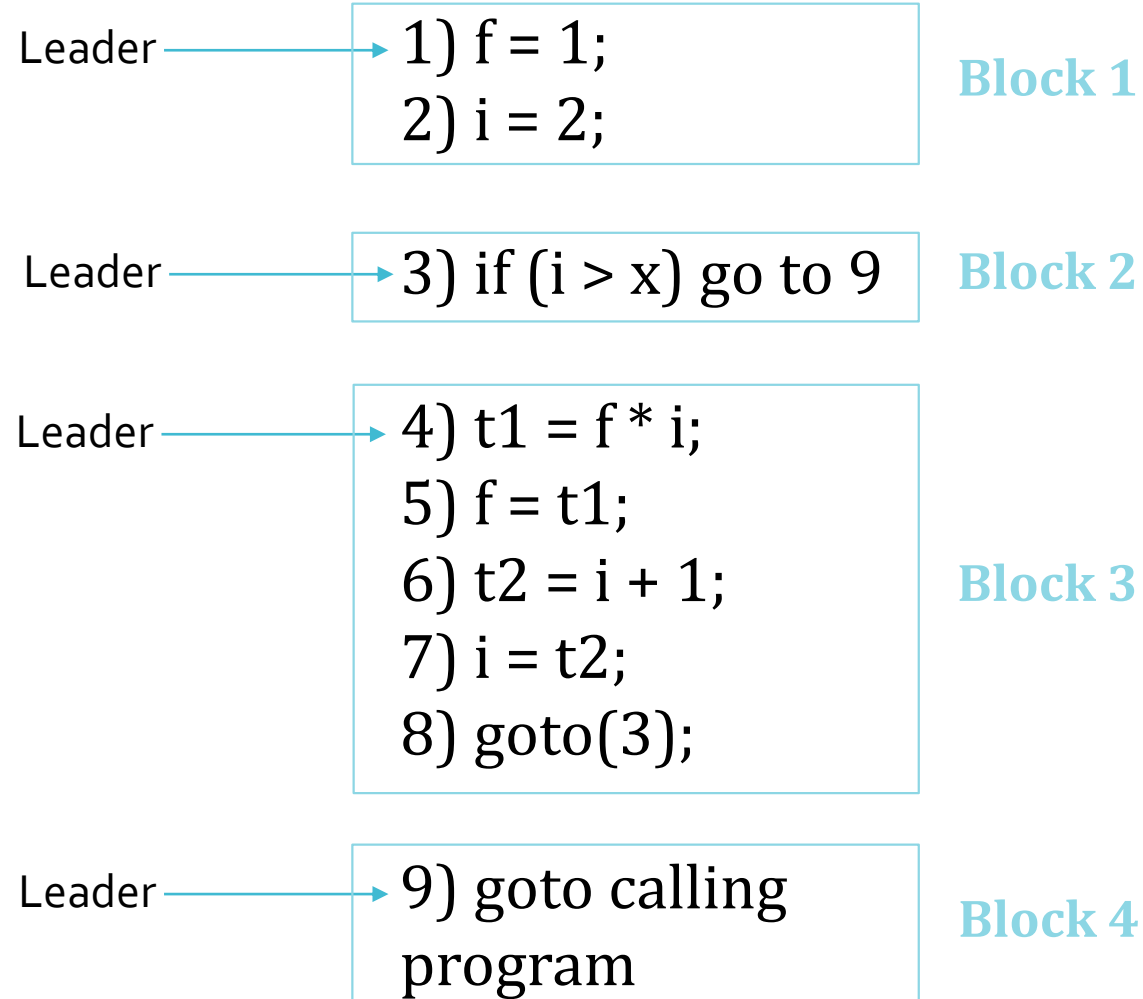 Leader
1) f = 1;
2) i = 2;
Block 1
Leader
3) if (i > x) go to 9
Block 2
Leader
4) t1 = f * i;
5) f = t1;
6) t2 = i + 1;
7) i = t2;
8) goto(3);
Block 3
Leader
9) goto calling
program
Block 4